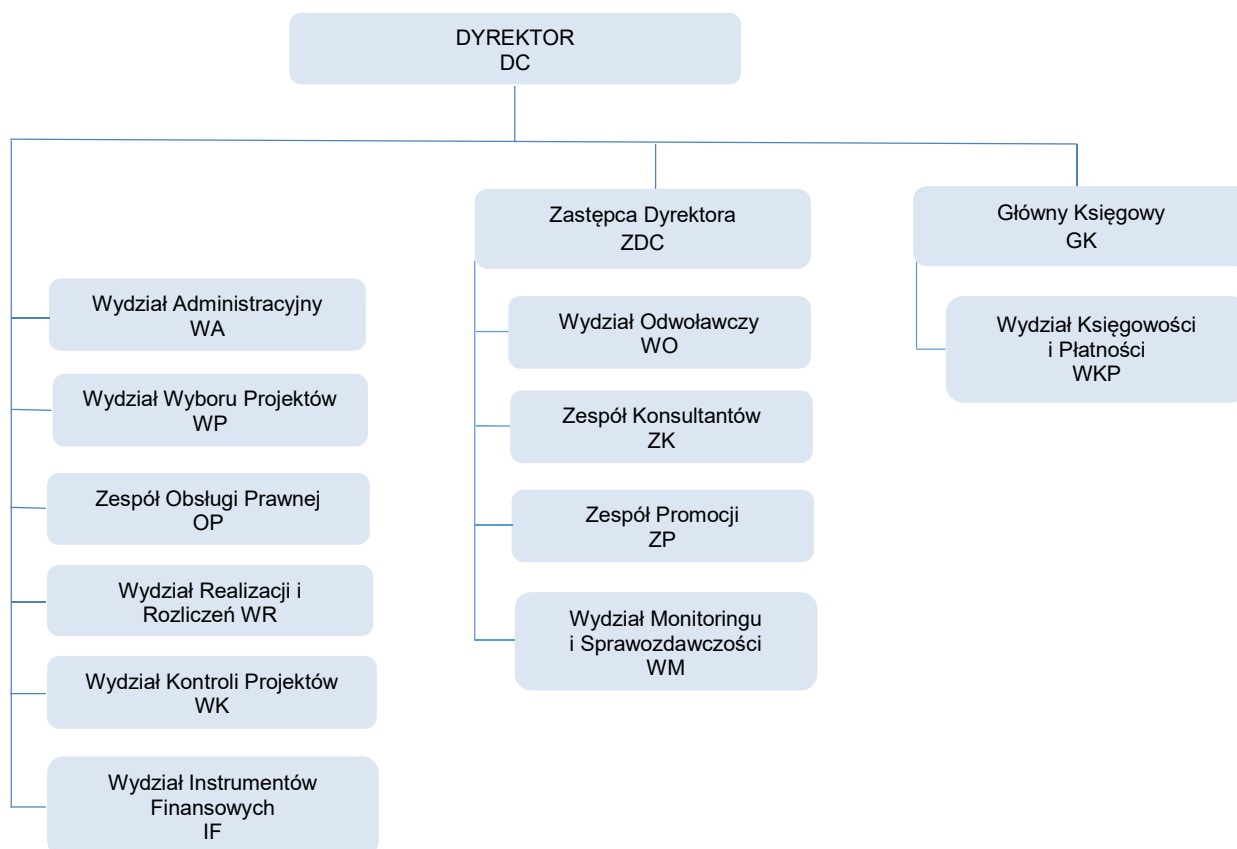 DYREKTOR
DC
Zastępca Dyrektora
ZDC
Główny Księgowy
GK
Wydział Administracyjny
WA
Wydział Wyboru Projektów
WP
Zespół Obsługi Prawnej
OP
Wydział Realizacji i
Rozliczeń WR
Wydział Kontroli Projektów
WK
Wydział Instrumentów
Finansowych
IF
Wydział Odwoławczy
WO
Zespół Konsultantów
ZK
Zespół Promocji
ZP
Wydział Monitoringu
i Sprawozdawczości
WM
Wydział Księgowości
i Płatności
WKP